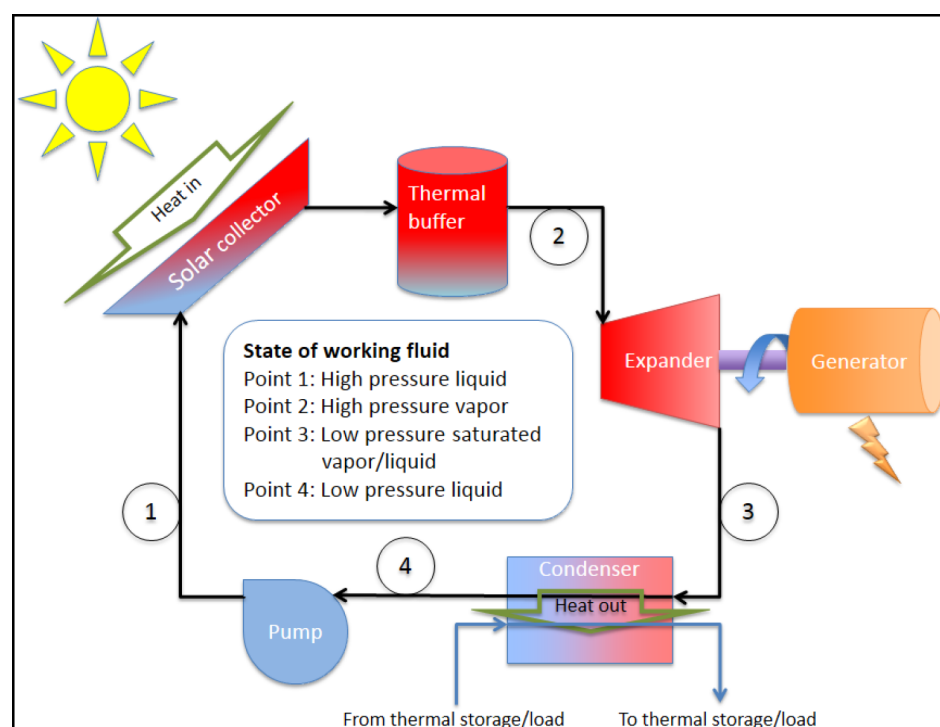 Heat in
Solar collector
Thermal
buffer
2
State of working fluid
Point 1: High pressure liquid
Point 2: High pressure vapor
Point 3: Low pressure saturated
vapor/liquid
Point 4: Low pressure liquid
Expander
Generator
1
3
4
Condenser
Heat out
Pump
From thermal storage/load
To thermal storage/load